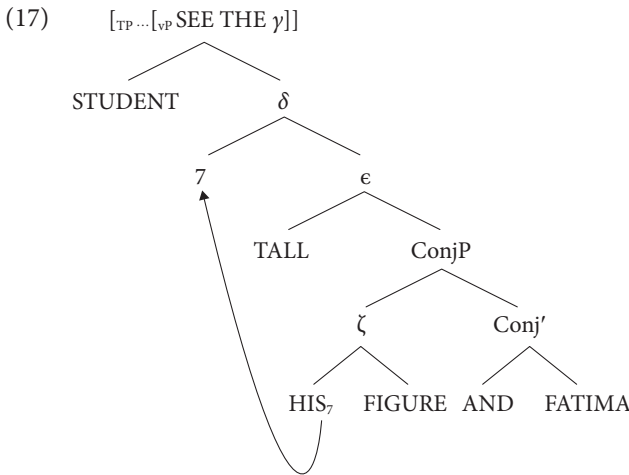 (17) [TP ... [vP SEE THE γ]]
STUDENT δ
7 ϵ
TALL ConjP
ζ Conj′
HIS7 FIGURE AND FATIMA